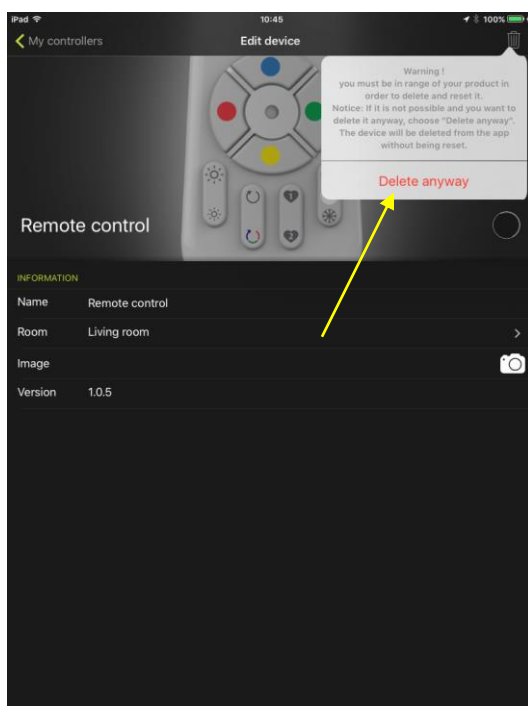 iPad 10:45 100%
My controllers Edit device
Warning !
you must be in range of your product in
order to delete and reset it.
Notice: If it is not possible and you want to
delete it anyway, choose "Delete anyway".
The device will be deleted from the app
without being reset.
Delete anyway
1
2
Remote control
INFORMATION
Name Remote control
Room Living room
Image
Version 1.0.5